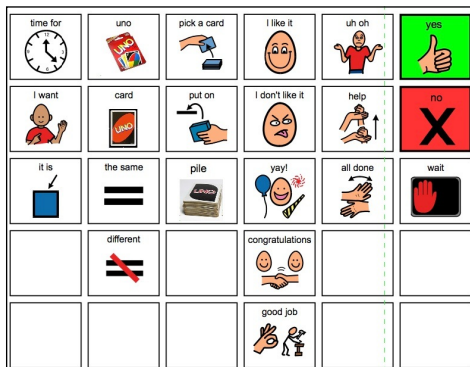 time for
uno
pick a card
I like it
uh oh
yes
I want
card
put on
I don't like it
help
no
UNO
X
it is
the same
pile
yay!
all done
wait
different
congratulations
good job